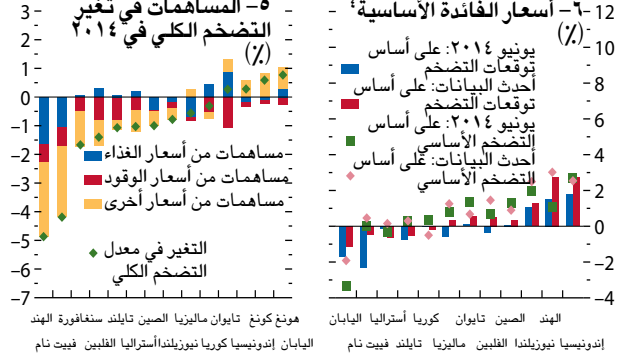 ٥– المساهمات في تغير
التضخم الكلي في ٢٠١٤
(٪)
3
2
1
0
–1
–2
–3
–4
–5
–6
–7
مساهمات من أسعار الغذاء
مساهمات من أسعار الوقود
مساهمات من أسعار أخرى
التغير في معدل
التضخم الكلي
الهند سنغافورة تايلند الصين ماليزيا تايوان هونغ كونغ
فييت نام الفلبين أستراليا نيوزيلندا كوريا إندونيسيا اليابان
٦– أسعار الفائدة الأساسية٤
(٪)
12
10
8
6
4
2
0
–2
–4
يونيو ٢٠١٤: على أساس
توقعات التضخم
أحدث البيانات: على أساس
توقعات التضخم
يونيو ٢٠١٤: على أساس
التضخم الأساسي
أحدث البيانات: على أساس
التضخم الأساسي
اليابان أستراليا كوريا تايوان الصين الهند
فييت نام تايلند ماليزيا الفلبين نيوزيلندا إندونيسيا